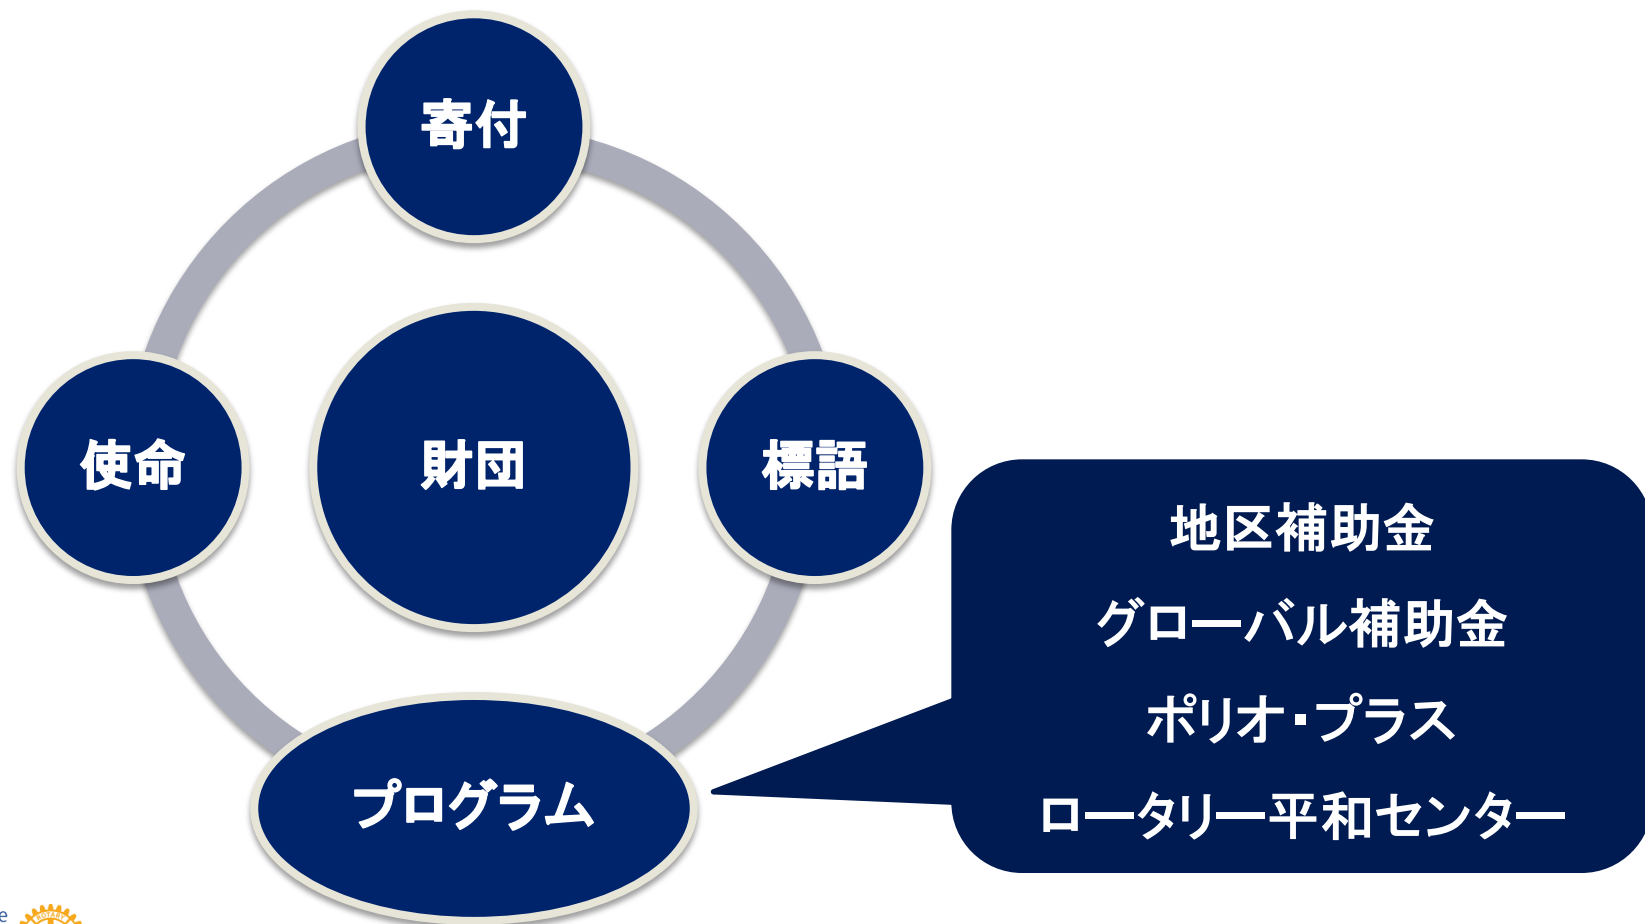 寄付
使命
財団
標語
プログラム
地区補助金
グローバル補助金
ポリオ・プラス
ロータリー平和センター
e
ROTARY